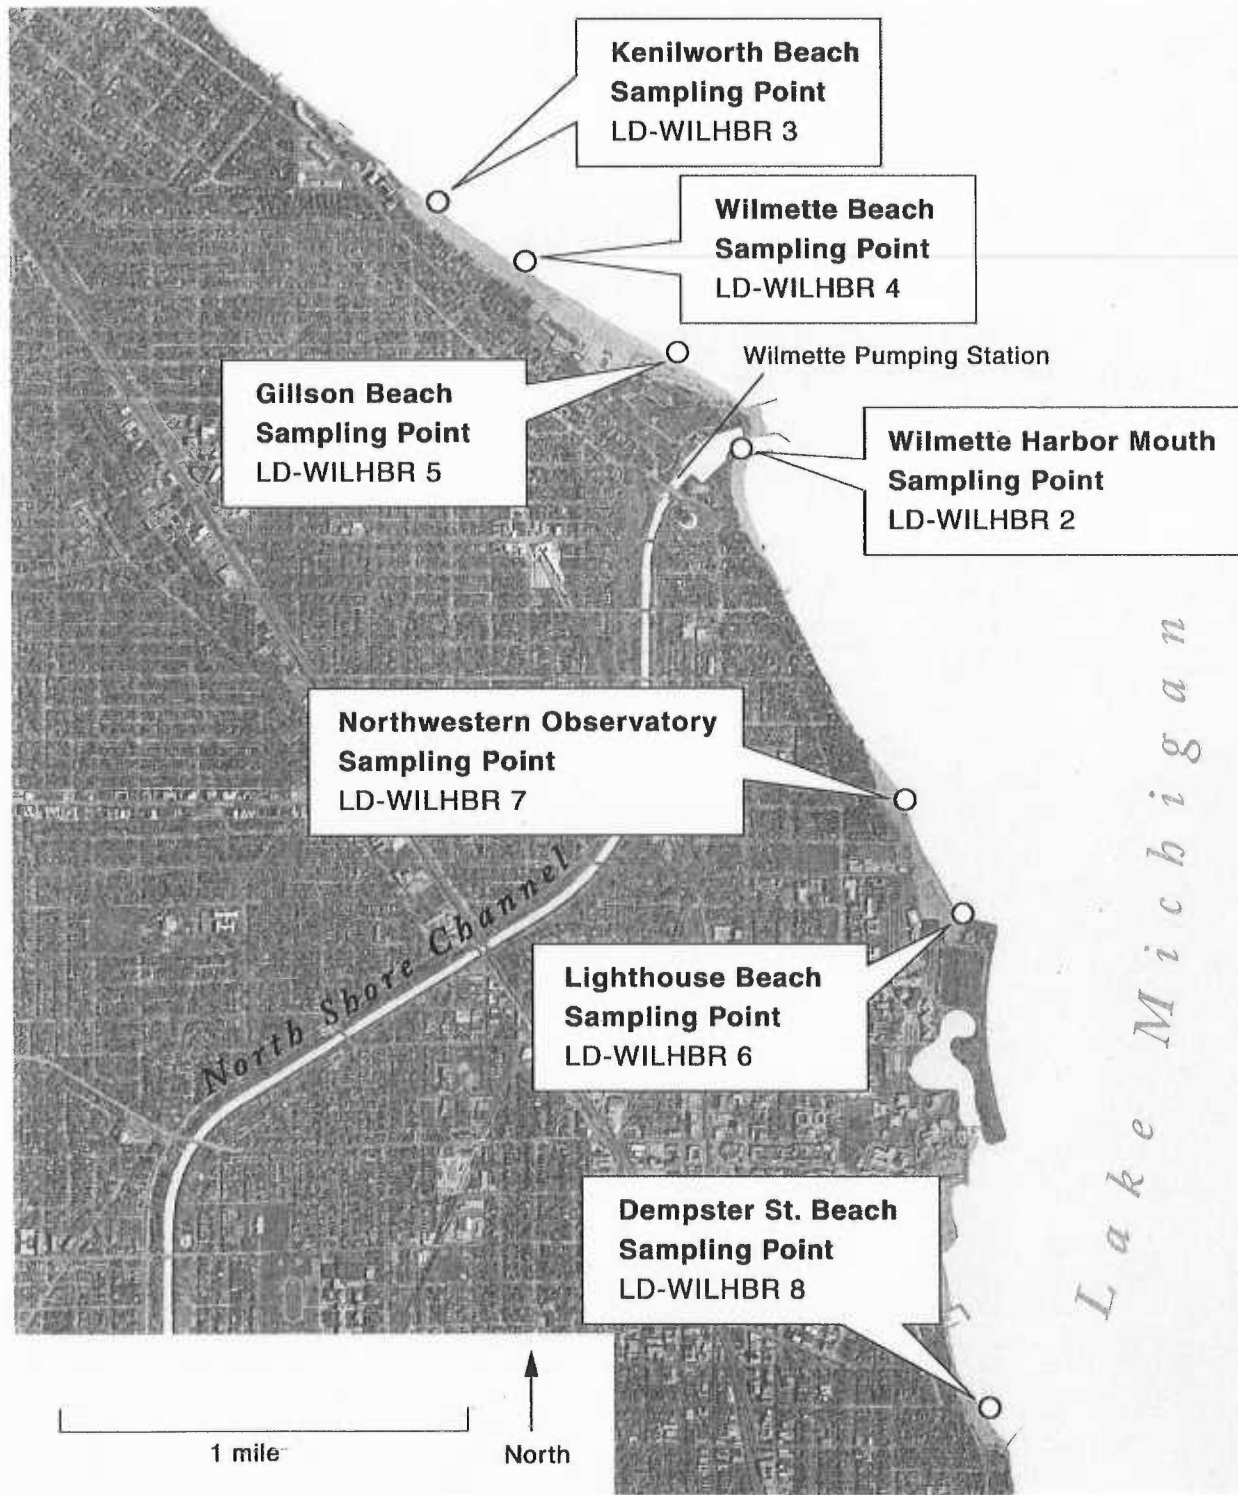 Kenilworth Beach
Sampling Point
LD-WILHBR 3
Wilmette Beach
Sampling Point
LD-WILHBR 4
Wilmette Pumping Station
Gillson Beach
Sampling Point
LD-WILHBR 5
Wilmette Harbor Mouth
Sampling Point
LD-WILHBR 2
Northwestern Observatory
Sampling Point
LD-WILHBR 7
North Shore Channel
Lake Michigan
Lighthouse Beach
Sampling Point
LD-WILHBR 6
Dempster St. Beach
Sampling Point
LD-WILHBR 8
1 mile
North